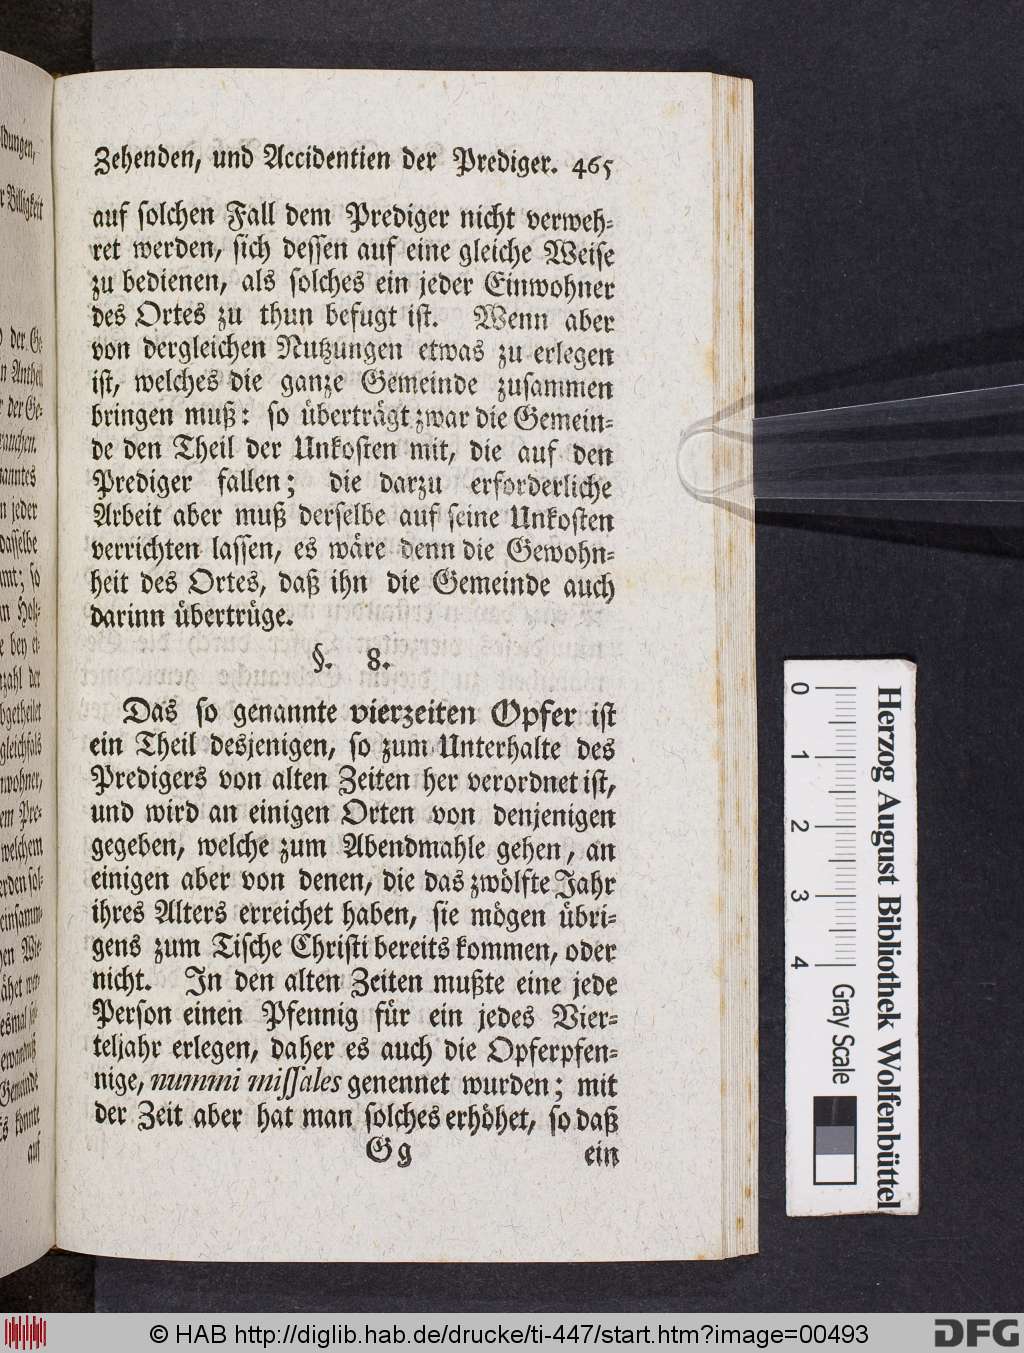 Zehenden, und Accidentien der Prediger. 465
auf solchen Fall dem Prediger nicht verweh-
ret werden, sich dessen auf eine gleiche Weise
zu bedienen, als solches ein jeder Einwohner
des Ortes zu thun befugt ist. Wenn aber
von dergleichen Nutzungen etwas zu erlegen
ist, welches die ganze Gemeinde zusammen
bringen muß: so überträgt zwar die Gemein-
de den Theil der Unkosten mit, die auf den
Prediger fallen; die darzu erforderliche
Arbeit aber muß derselbe auf seine Unkosten
verrichten lassen, es wäre denn die Gewohn-
heit des Ortes, daß ihn die Gemeinde auch
darinn übertrüge.
§. 8.
Das so genannte vierzeiten Opfer ist
ein Theil desjenigen, so zum Unterhalte des
Predigers von alten Zeiten her verordnet ist,
und wird an einigen Orten von denjenigen
gegeben, welche zum Abendmahle gehen, an
einigen aber von denen, die das zwölfte Jahr
ihres Alters erreichet haben, sie mögen übri-
gens zum Tische Christi bereits kommen, oder
nicht. In den alten Zeiten mußte eine jede
Person einen Pfennig für ein jedes Vier-
teljahr erlegen, daher es auch die Opferpfen-
nige, nummi missales genennet wurden; mit
der Zeit aber hat man solches erhöhet, so daß
Gg ein
0 1 2 3 4
Gray Scale
Herzog August Bibliothek Wolfenbüttel
© HAB http://diglib.hab.de/drucke/ti-447/start.htm?image=00493
DFG